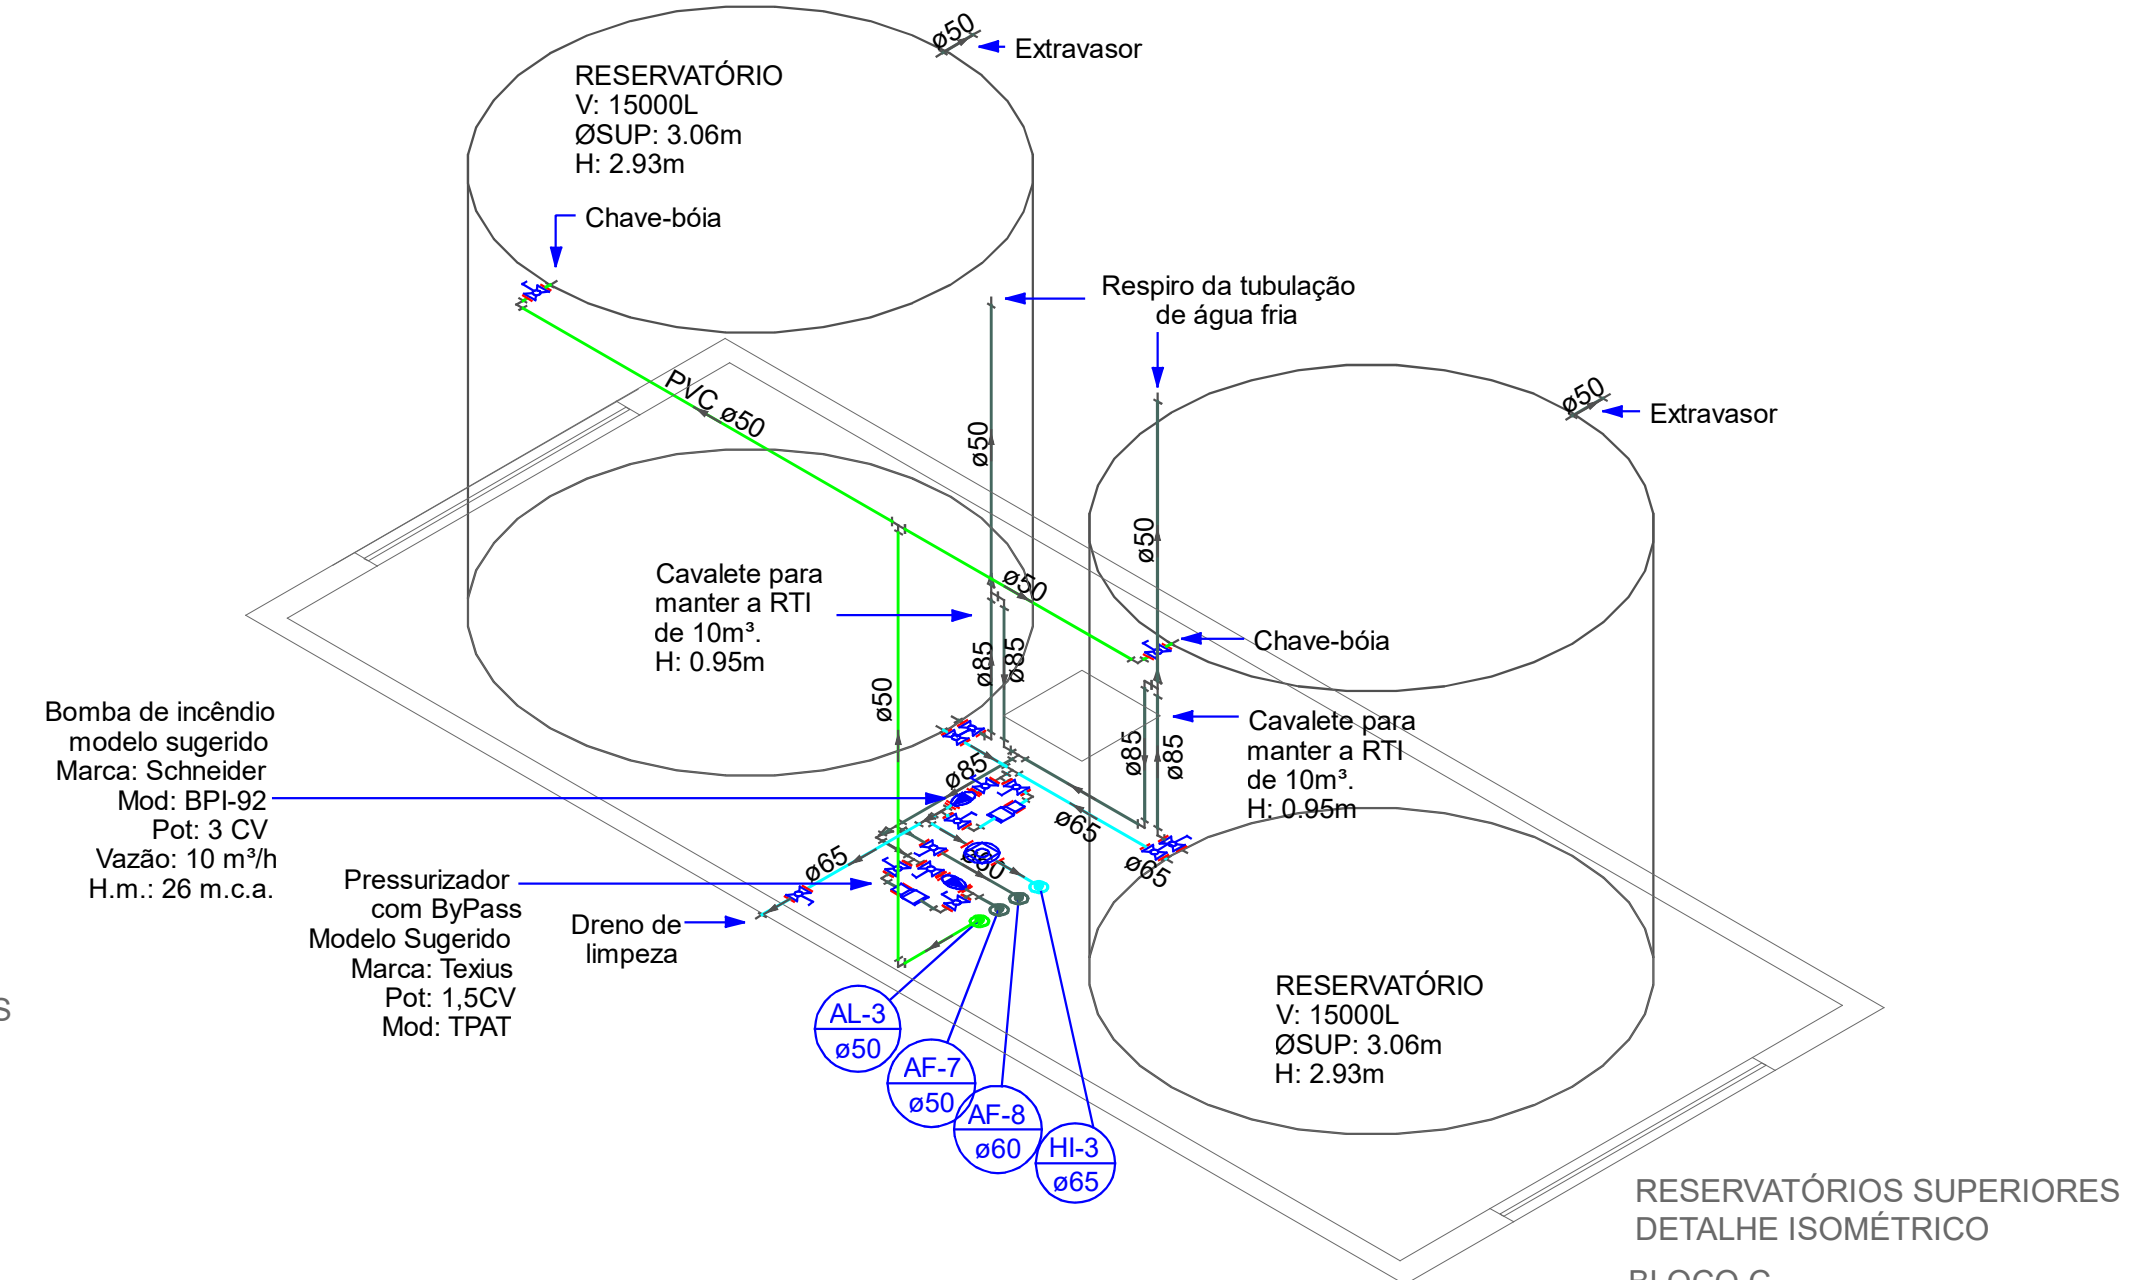 ø50
Extravasor
RESERVATÓRIO
V: 15000L
ØSUP: 3.06m
H: 2.93m
Chave-bóia
Respiro da tubulação
de água fria
PVC ø50
ø50
Extravasor
ø50
ø50
Cavalete para
manter a RTI
de 10m³.
H: 0.95m
ø50
ø85
ø85
Chave-bóia
ø50
Cavalete para
manter a RTI
de 10m³.
H: 0.95m
ø85
ø85
Bomba de incêndio
modelo sugerido
Marca: Schneider
Mod: BPI-92
Pot: 3 CV
Vazão: 10 m³/h
H.m.: 26 m.c.a.
ø85
ø65
ø65
ø65
Pressurizador
com ByPass
Modelo Sugerido
Marca: Texius
Pot: 1,5CV
Mod: TPAT
Dreno de
limpeza
RESERVATÓRIO
V: 15000L
ØSUP: 3.06m
H: 2.93m
S
AL-3
ø50
AF-7
ø50
AF-8
ø60
HI-3
ø65
RESERVATÓRIOS SUPERIORES
DETALHE ISOMÉTRICO
BLOCO C